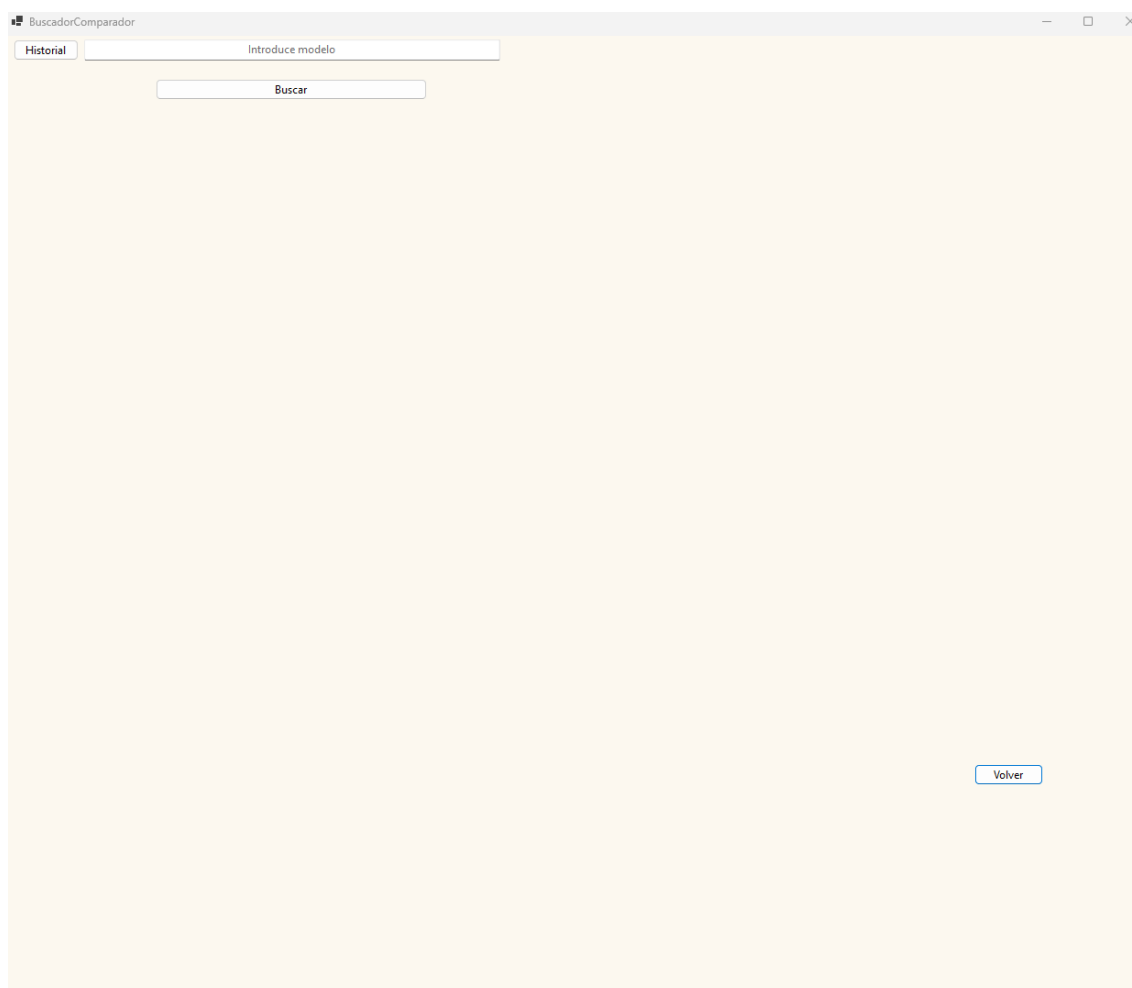 BuscadorComparador
Historial
Introduce modelo
Buscar
Volver